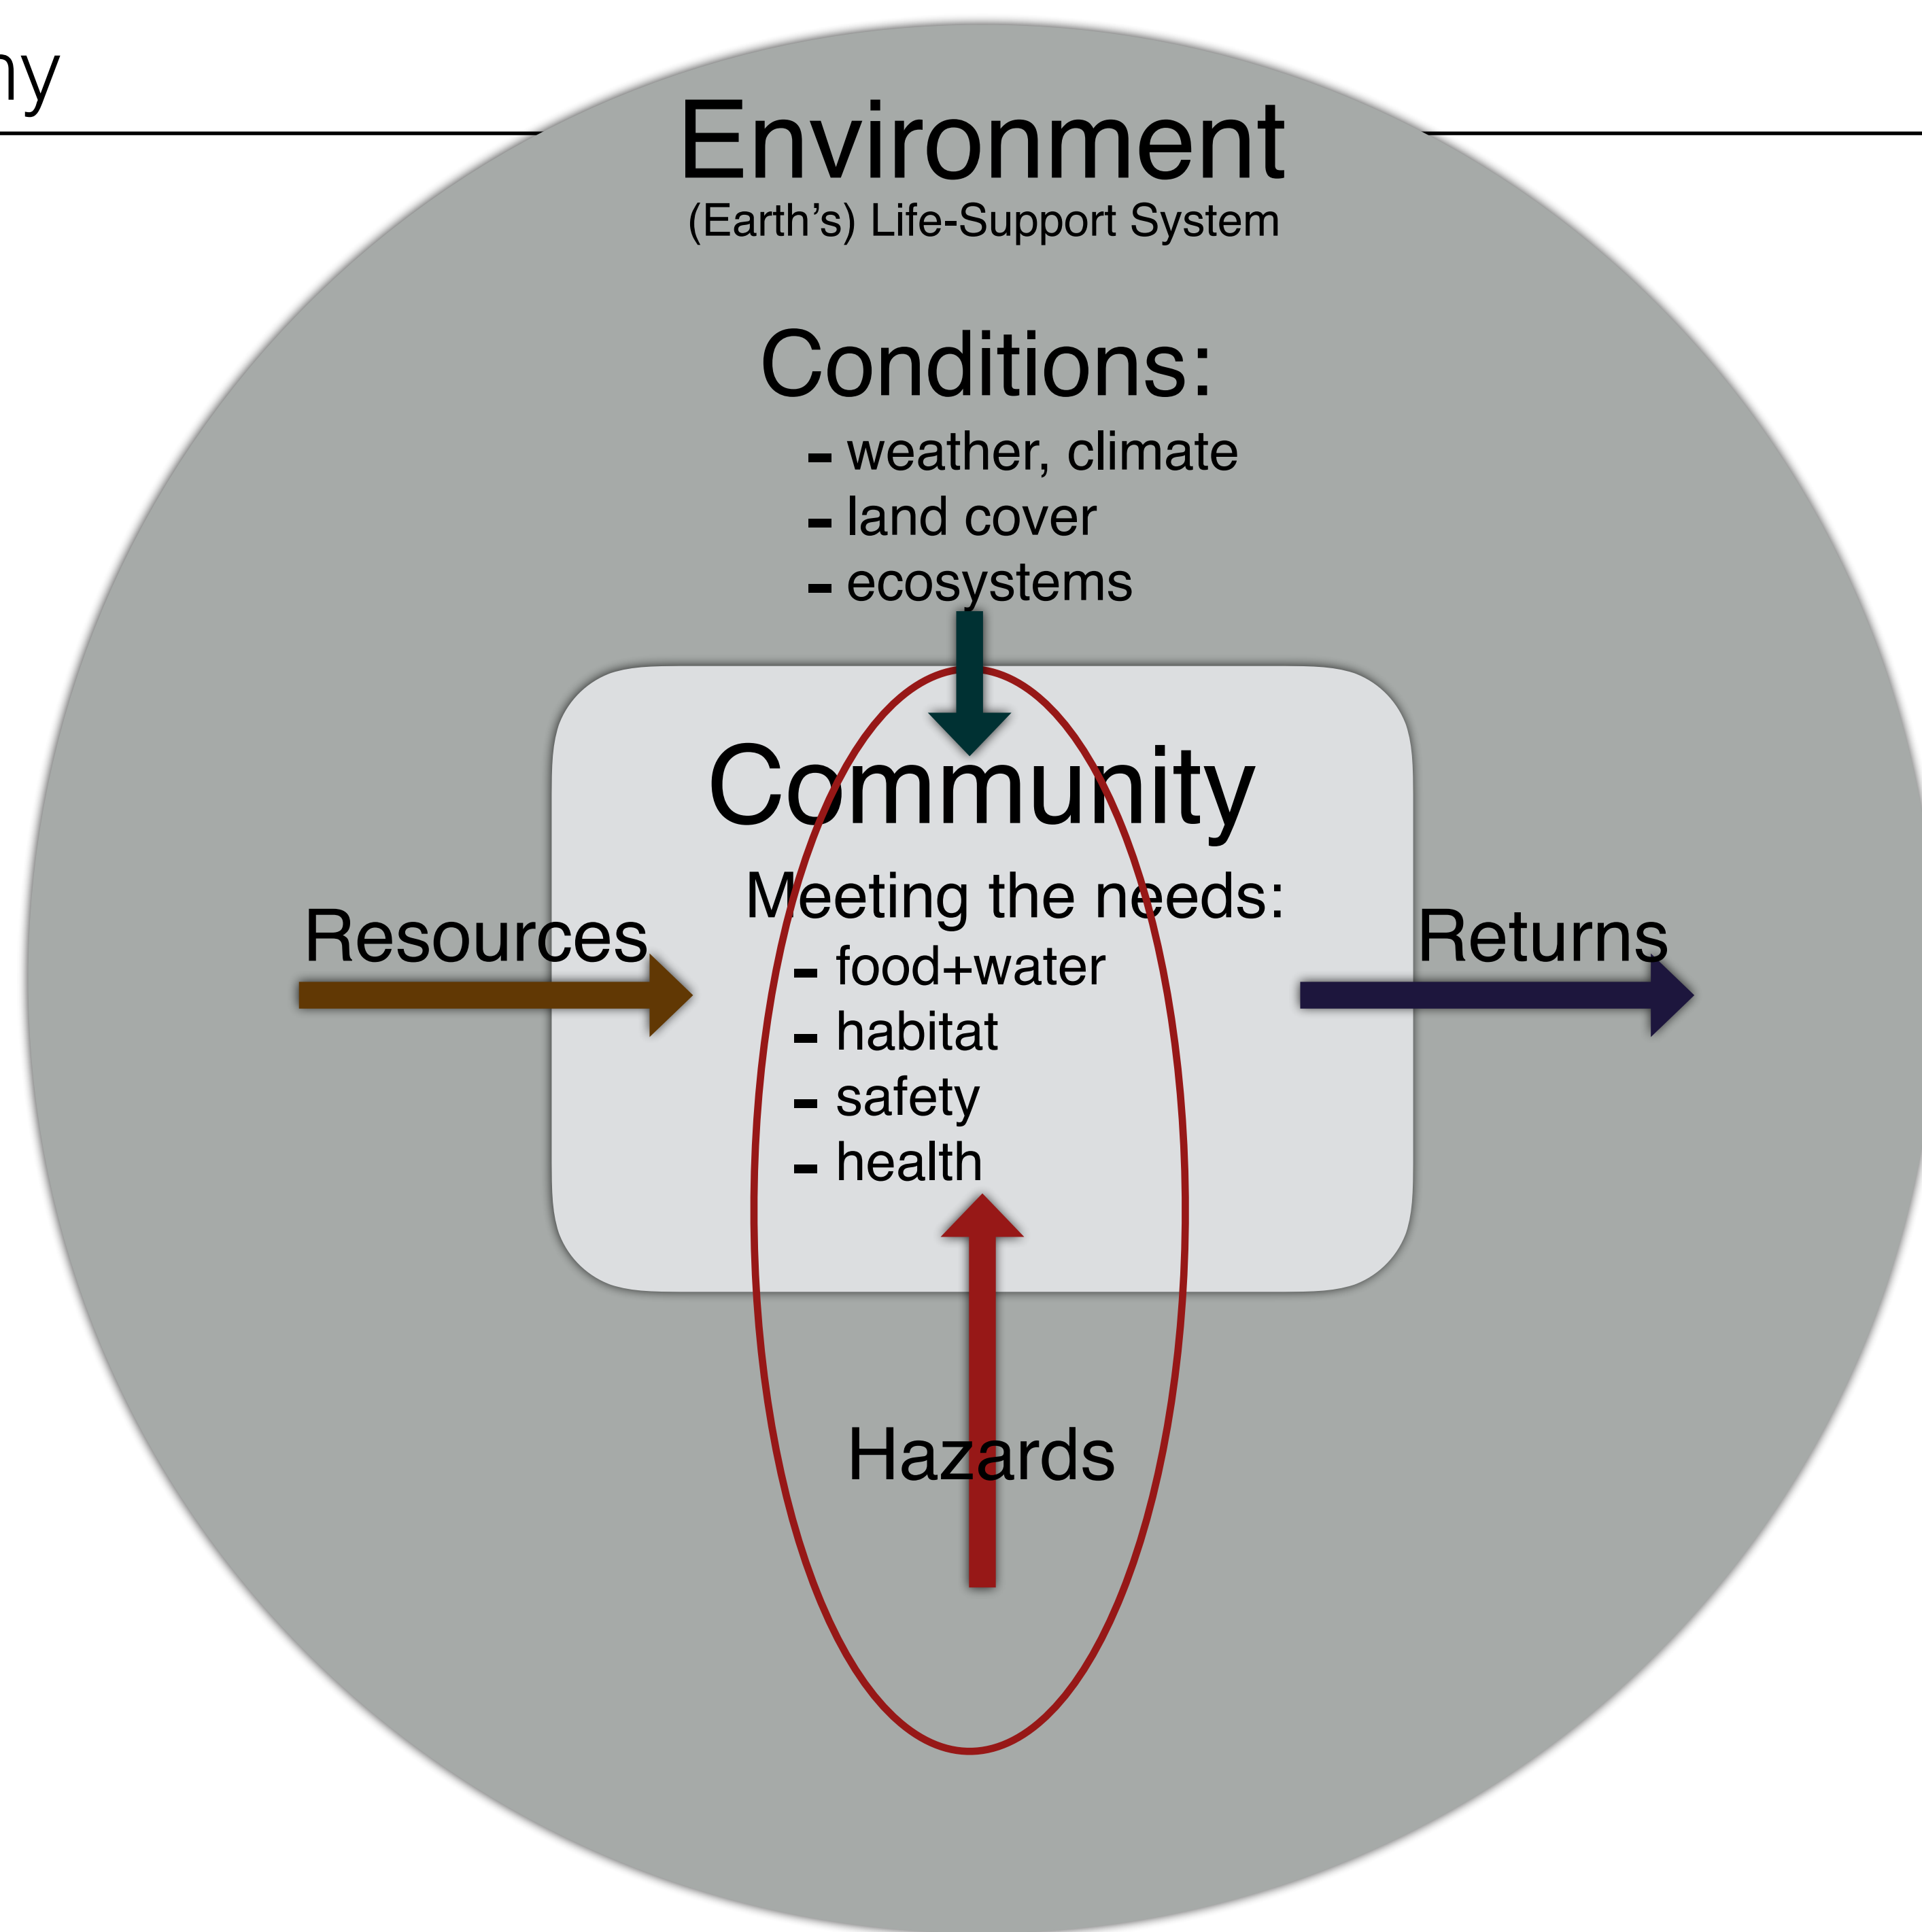 Environment
(Earth's) Life-Support System
Conditions:
- weather, climate
- land cover
- ecosystems
Community
Meeting the needs:
- food+water
- habitat
- safety
- health
Resources
Returns
Hazards